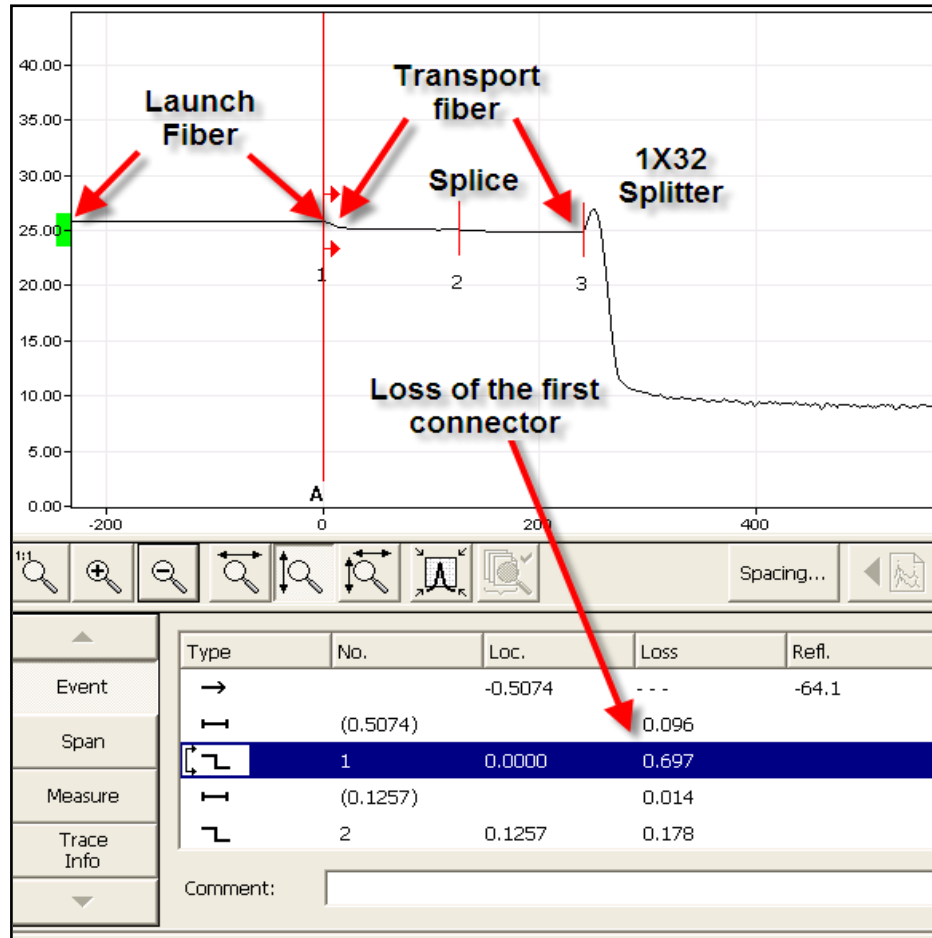 40.00
35.00
30.00
25.00
20.00
15.00
10.00
5.00
0.00
Launch
Fiber
Transport
fiber
Splice
1X32
Splitter
1
2
3
Loss of the first
connector
A
-200
0
200
400
1:1
Spacing...
Type No. Loc. Loss Refl.
Event
Span
Measure
Trace
Info
-0.5074 - - - -64.1
(0.5074) 0.096
1 0.0000 0.697
(0.1257) 0.014
2 0.1257 0.178
Comment: